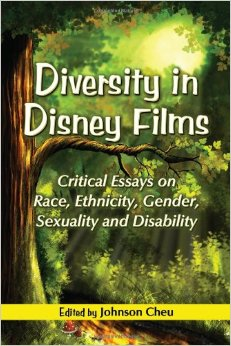 Diversity in
Disney Films
Critical Essays on
Race, Ethnicity, Gender,
Sexuality and Disability
Edited by Johnson Cheu